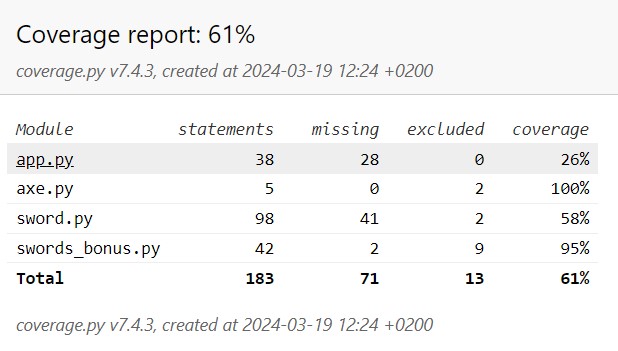 Coverage report: 61%
coverage.py v7.4.3, created at 2024-03-19 12:24 +0200
Module statements missing excluded coverage
app.py 38 28 0 26%
axe.py 5 0 2 100%
sword.py 98 41 2 58%
swords_bonus.py 42 2 9 95%
Total 183 71 13 61%
coverage.py v7.4.3, created at 2024-03-19 12:24 +0200